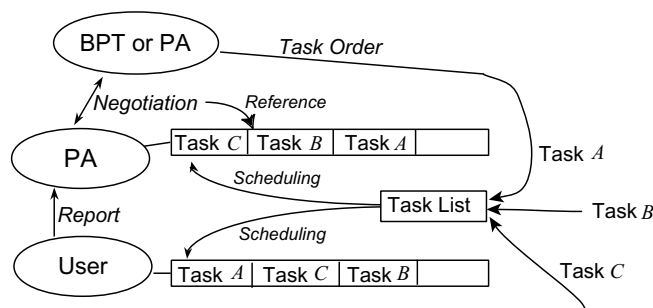 BPT or PA
Task Order
Negotiation
Reference
PA
Task C
Task B
Task A
Task A
Scheduling
Report
Task List
Task B
Scheduling
User
Task A
Task C
Task B
Task C